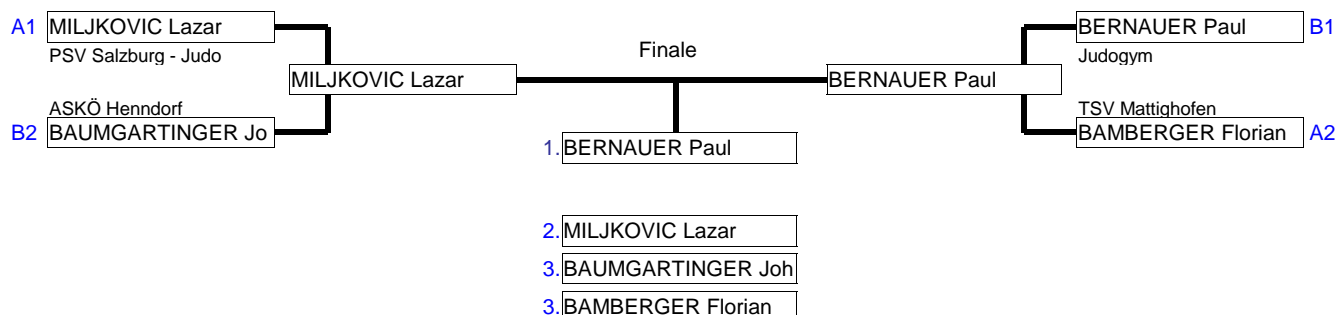 A1 MILJKOVIC Lazar
PSV Salzburg - Judo
MILJKOVIC Lazar
ASKÖ Henndorf
B2 BAUMGARTINGER Jo
Finale
BERNAUER Paul B1
Judogym
BERNAUER Paul
TSV Mattighofen
BAMBERGER Florian A2
1. BERNAUER Paul
2. MILJKOVIC Lazar
3. BAUMGARTINGER Joh
3. BAMBERGER Florian